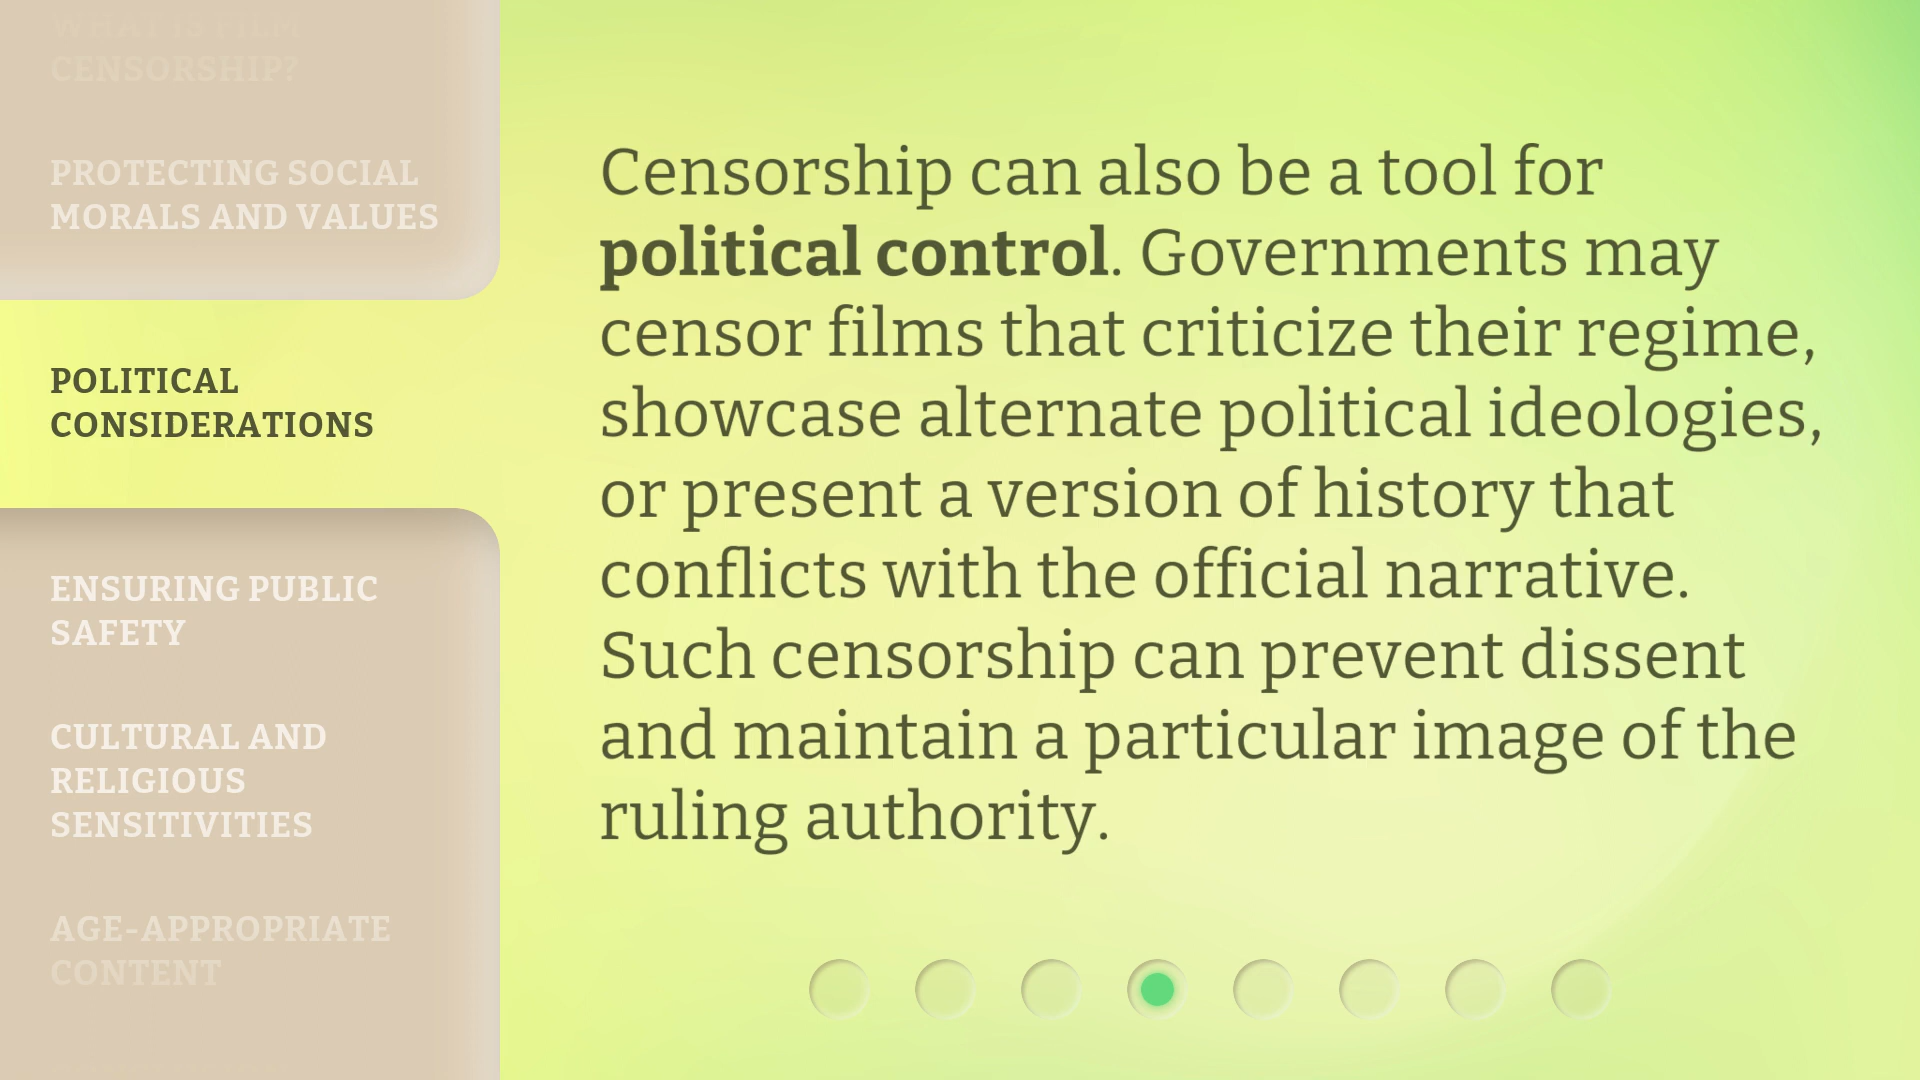 WHAT IS FILM
CENSORSHIP?
PROTECTING SOCIAL
MORALS AND VALUES
POLITICAL
CONSIDERATIONS
ENSURING PUBLIC
SAFETY
CULTURAL AND
RELIGIOUS
SENSITIVITIES
AGE-APPROPRIATE
CONTENT
Censorship can also be a tool for
political control. Governments may
censor films that criticize their regime,
showcase alternate political ideologies,
or present a version of history that
conflicts with the official narrative.
Such censorship can prevent dissent
and maintain a particular image of the
ruling authority.